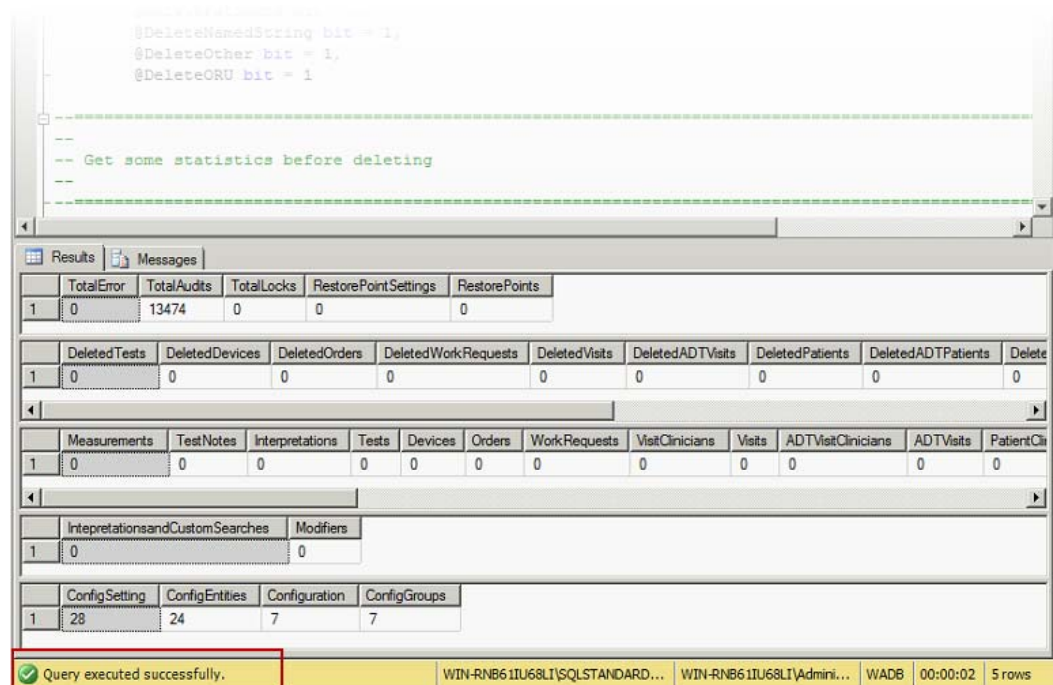 @DeleteNamedString bit = 1,
@DeleteOther bit = 1,
@DeleteORU bit = 1
--==========================================================================================
--
-- Get some statistics before deleting
--
--==========================================================================================
Results Messages
TotalError TotalAudits TotalLocks RestorePointSettings RestorePoints
1 0 13474 0 0 0
DeletedTests DeletedDevices DeletedOrders DeletedWorkRequests DeletedVisits DeletedADTVisits DeletedPatients DeletedADTPatients Delete
1 0 0 0 0 0 0 0 0 0
Measurements TestNotes Interpretations Tests Devices Orders WorkRequests VisitClinicians Visits ADTVisitClinicians ADTVisits PatientCli
1 0 0 0 0 0 0 0 0 0 0 0 0
IntepretationsandCustomSearches Modifiers
1 0 0
ConfigSetting ConfigEntities Configuration ConfigGroups
1 28 24 7 7
Query executed successfully. WIN-RNB61IU68LI\SQLSTANDARD... WIN-RNB61IU68LI\Admini... WADB 00:00:02 5 rows